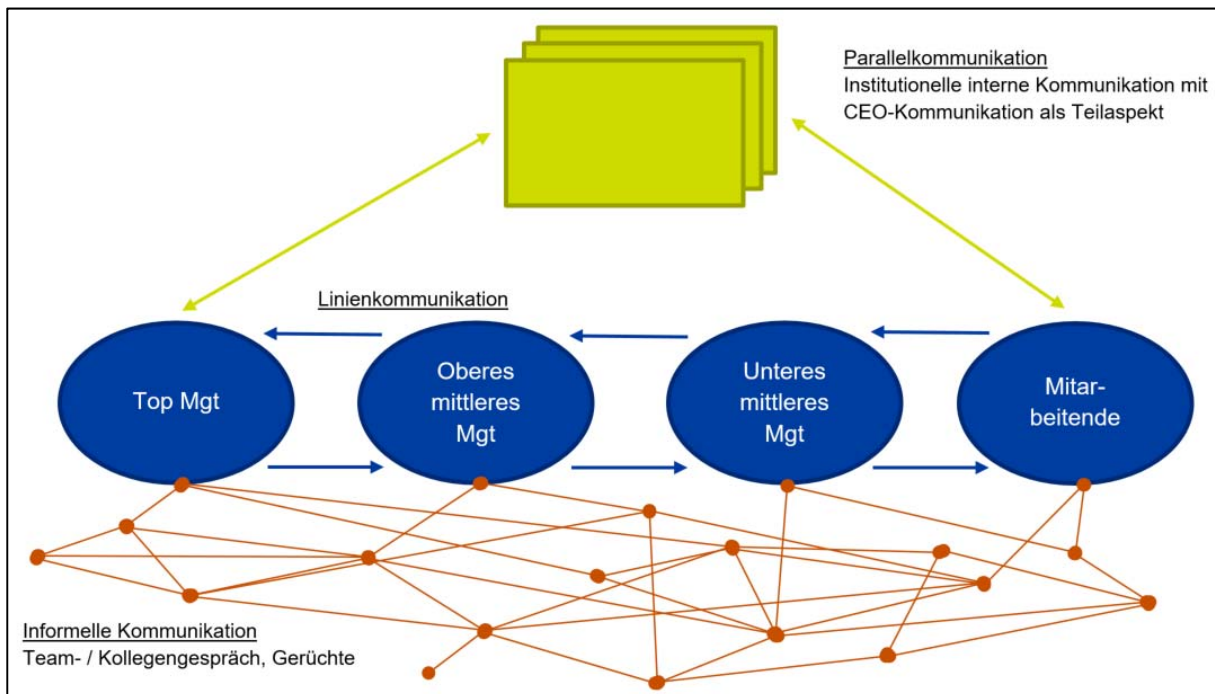 Parallelkommunikation
Institutionelle interne Kommunikation mit
CEO-Kommunikation als Teilaspekt
Linienkommunikation
Top Mgt
Oberes
mittleres
Mgt
Unteres
mittleres
Mgt
Mitar-
beitende
Informelle Kommunikation
Team- / Kollegengespräch, Gerüchte